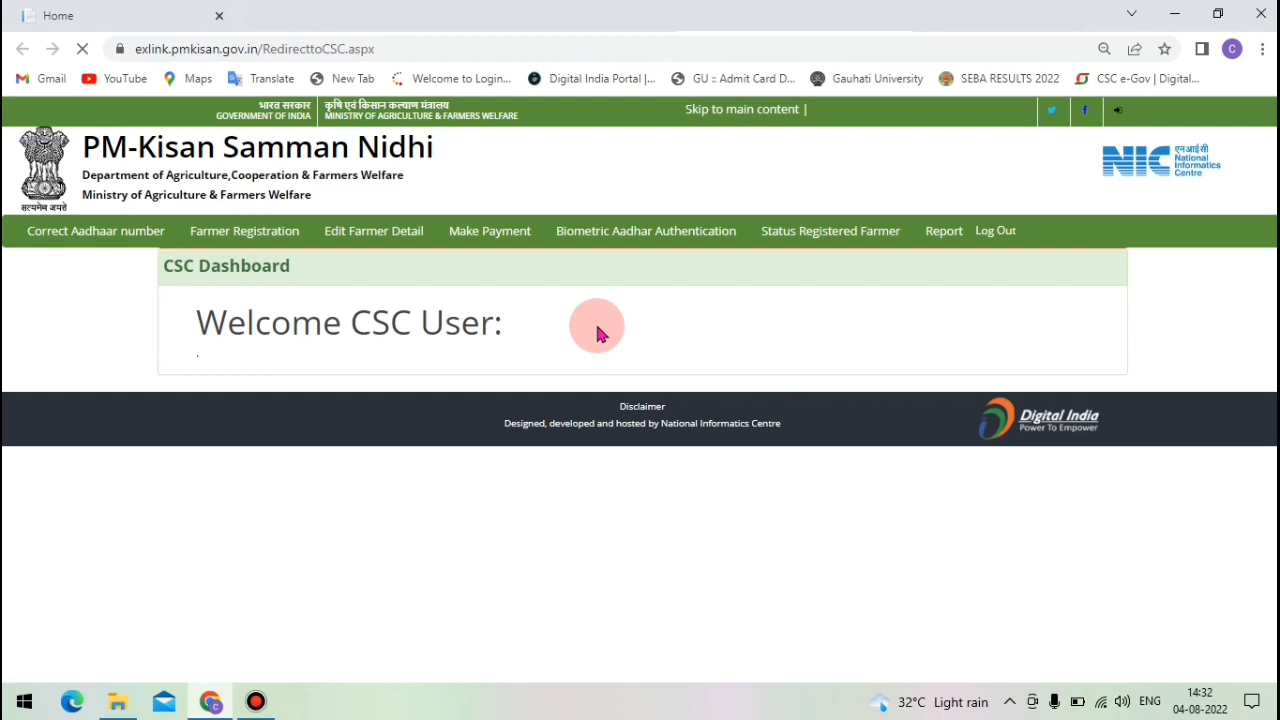 Home
exlink.pmkisan.gov.in/RedirecttoCSC.aspx
C
Gmail
YouTube
Maps
Translate
New Tab
Welcome to Login...
Digital India Portal |...
GU :: Admit Card D...
Gauhati University
SEBA RESULTS 2022
CSC e-Gov | Digital...
भारत सरकार
GOVERNMENT OF INDIA
कृषि एवं किसान कल्याण मंत्रालय
MINISTRY OF AGRICULTURE & FARMERS WELFARE
Skip to main content |
PM-Kisan Samman Nidhi
Department of Agriculture,Cooperation & Farmers Welfare
Ministry of Agriculture & Farmers Welfare
सत्यमेव जयते
NIC
एनआईसी
National
Informatics
Centre
Correct Aadhaar number
Farmer Registration
Edit Farmer Detail
Make Payment
Biometric Aadhar Authentication
Status Registered Farmer
Report
Log Out
CSC Dashboard
Welcome CSC User:
.
Disclaimer
Designed, developed and hosted by National Informatics Centre
Digital India
Power To Empower
32°C Light rain
ENG
14:32
04-08-2022